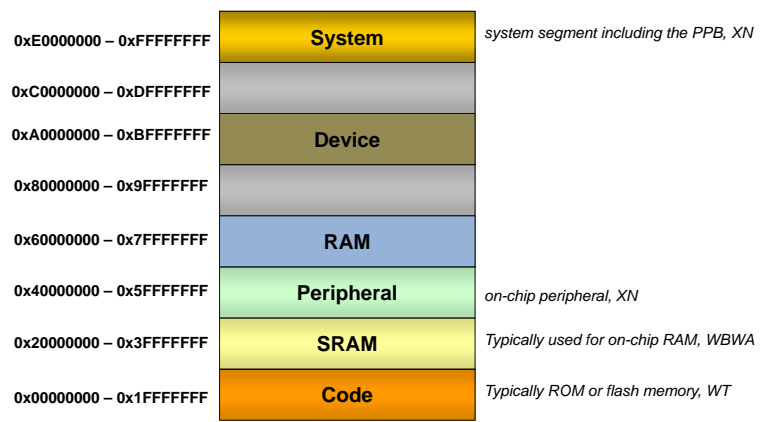 0xE0000000 – 0xFFFFFFFF System system segment including the PPB, XN
0xC0000000 – 0xDFFFFFFF
0xA0000000 – 0xBFFFFFFF Device
0x80000000 – 0x9FFFFFFF
0x60000000 – 0x7FFFFFFF RAM
0x40000000 – 0x5FFFFFFF Peripheral on-chip peripheral, XN
0x20000000 – 0x3FFFFFFF SRAM Typically used for on-chip RAM, WBWA
0x00000000 – 0x1FFFFFFF Code Typically ROM or flash memory, WT